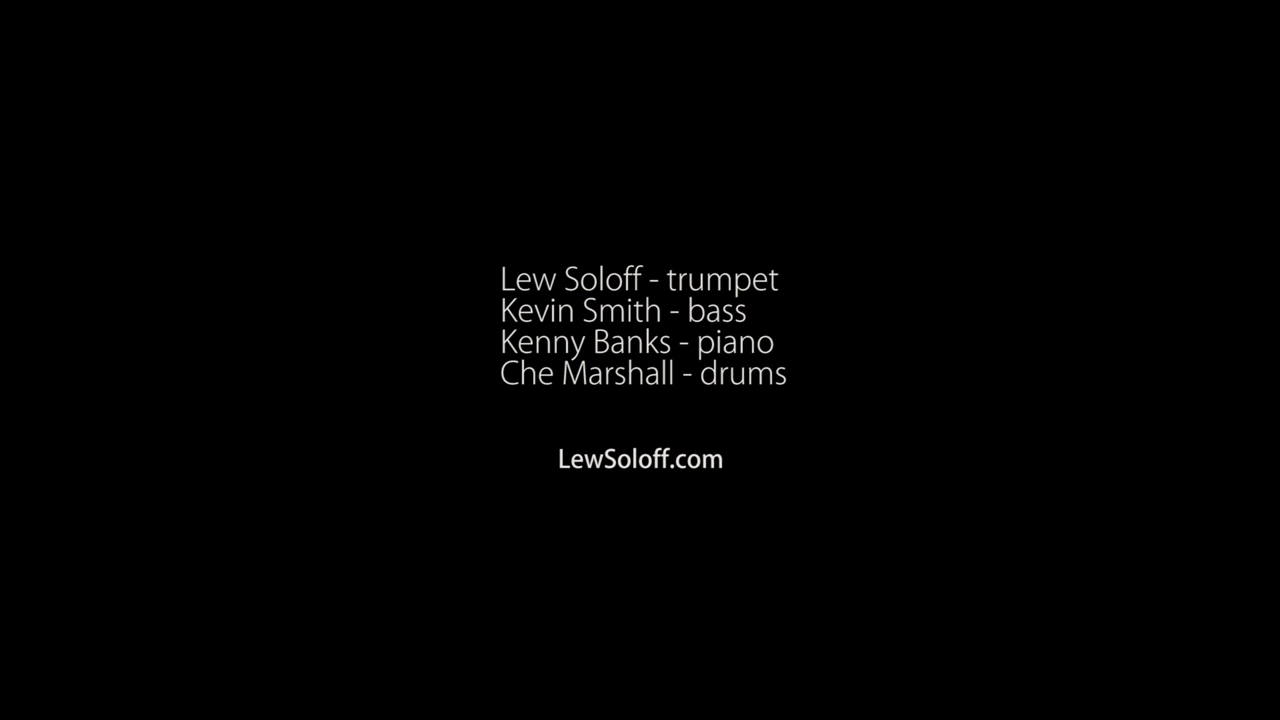 Lew Soloff - trumpet
Kevin Smith - bass
Kenny Banks - piano
Che Marshall - drums
LewSoloff.com